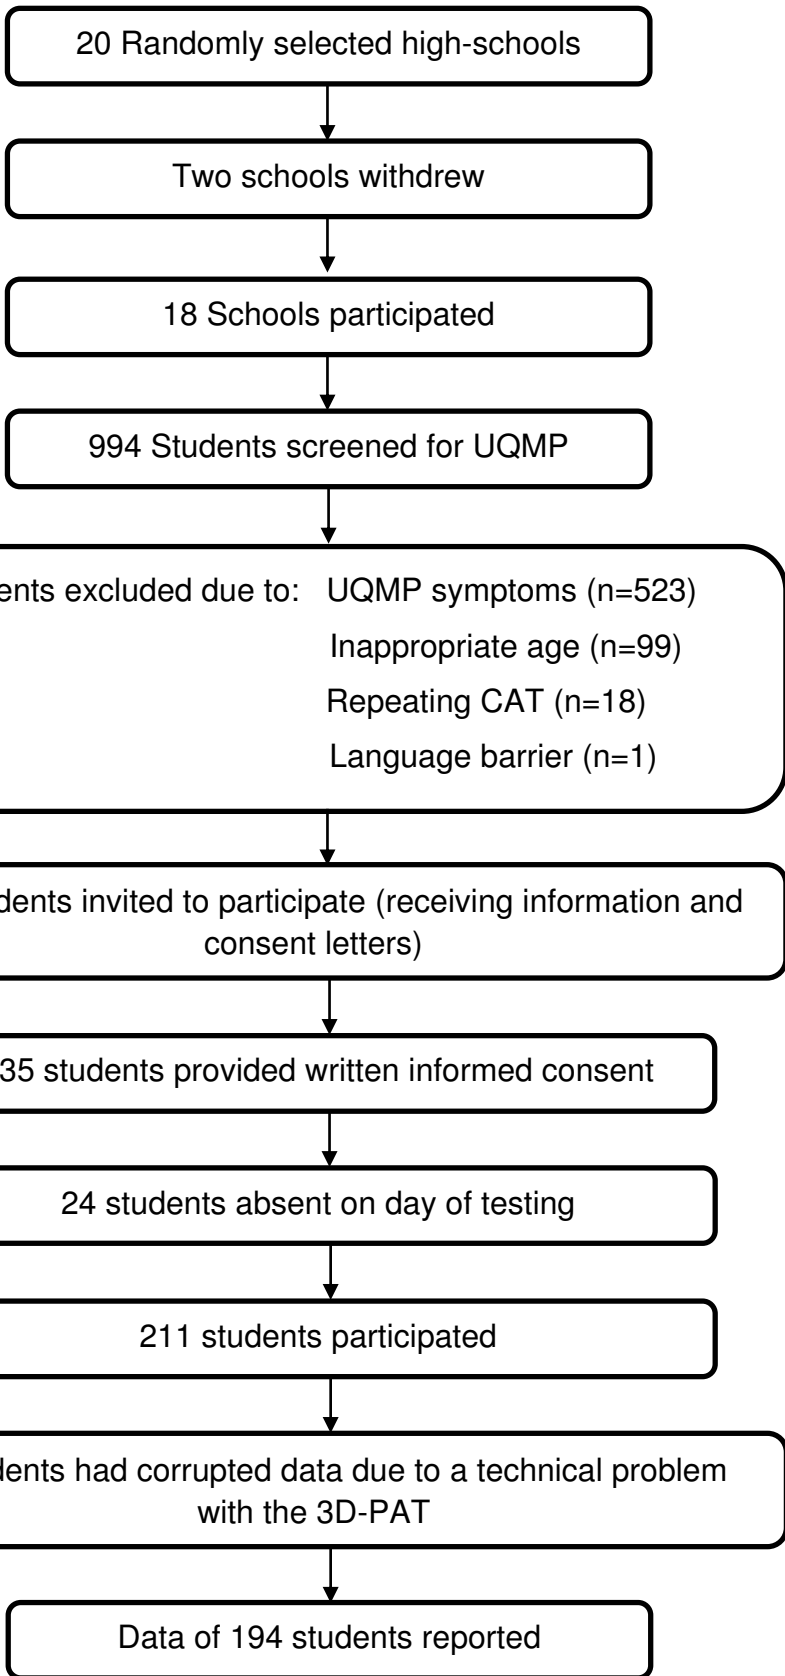 20 Randomly selected high-schools
Two schools withdrew
18 Schools participated
994 Students screened for UQMP
excluded due to: UQMP symptoms (n=523)
Inappropriate age (n=99)
Repeating CAT (n=18)
Language barrier (n=1)
invited to participate (receiving information and
consent letters)
35 students provided written informed consent
24 students absent on day of testing
211 students participated
had corrupted data due to a technical problem
with the 3D-PAT
Data of 194 students reported